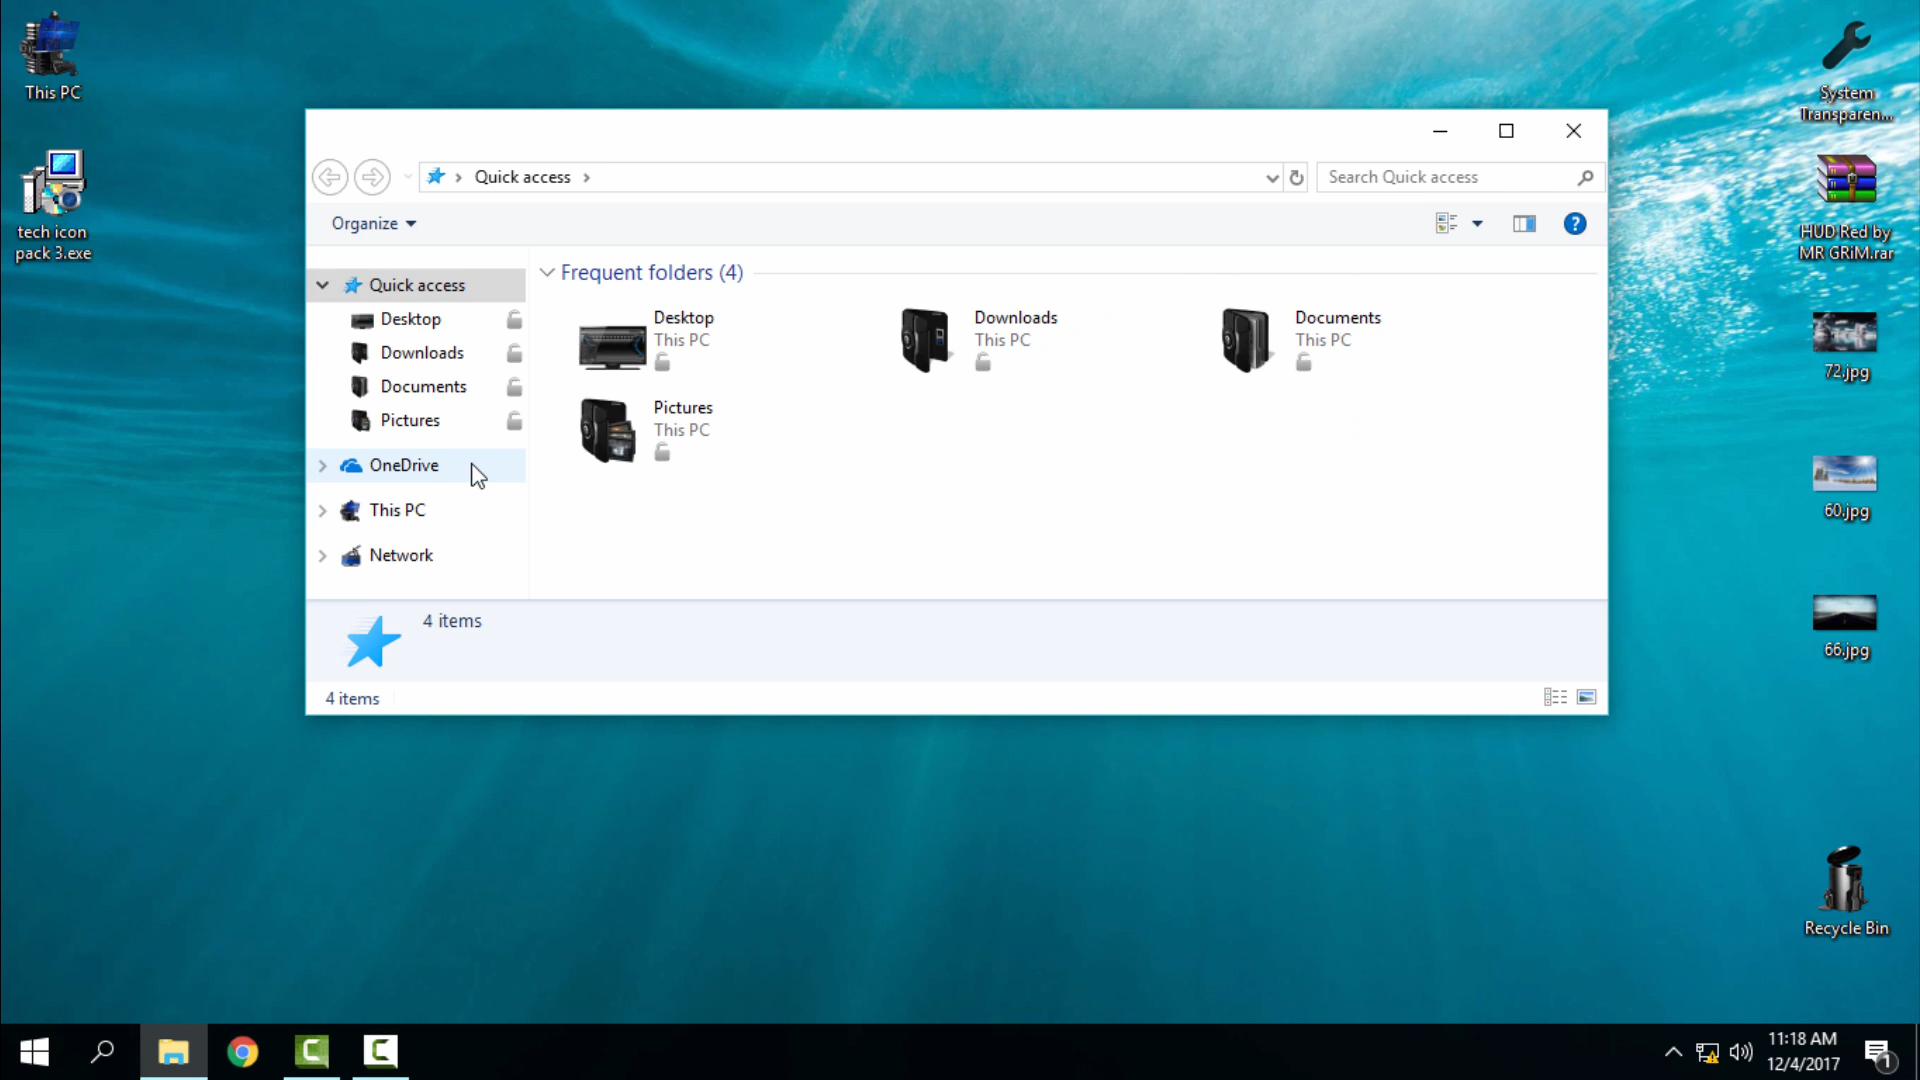 This PC
tech icon
pack 3.exe
Quick access
Search Quick access
Organize
Quick access
Desktop
Downloads
Documents
Pictures
OneDrive
This PC
Network
Frequent folders (4)
Desktop
This PC
Downloads
This PC
Documents
This PC
Pictures
This PC
4 items
4 items
System
Transparen...
HUD Red by
MR GRiM.rar
72.jpg
60.jpg
66.jpg
Recycle Bin
11:18 AM
12/4/2017
1